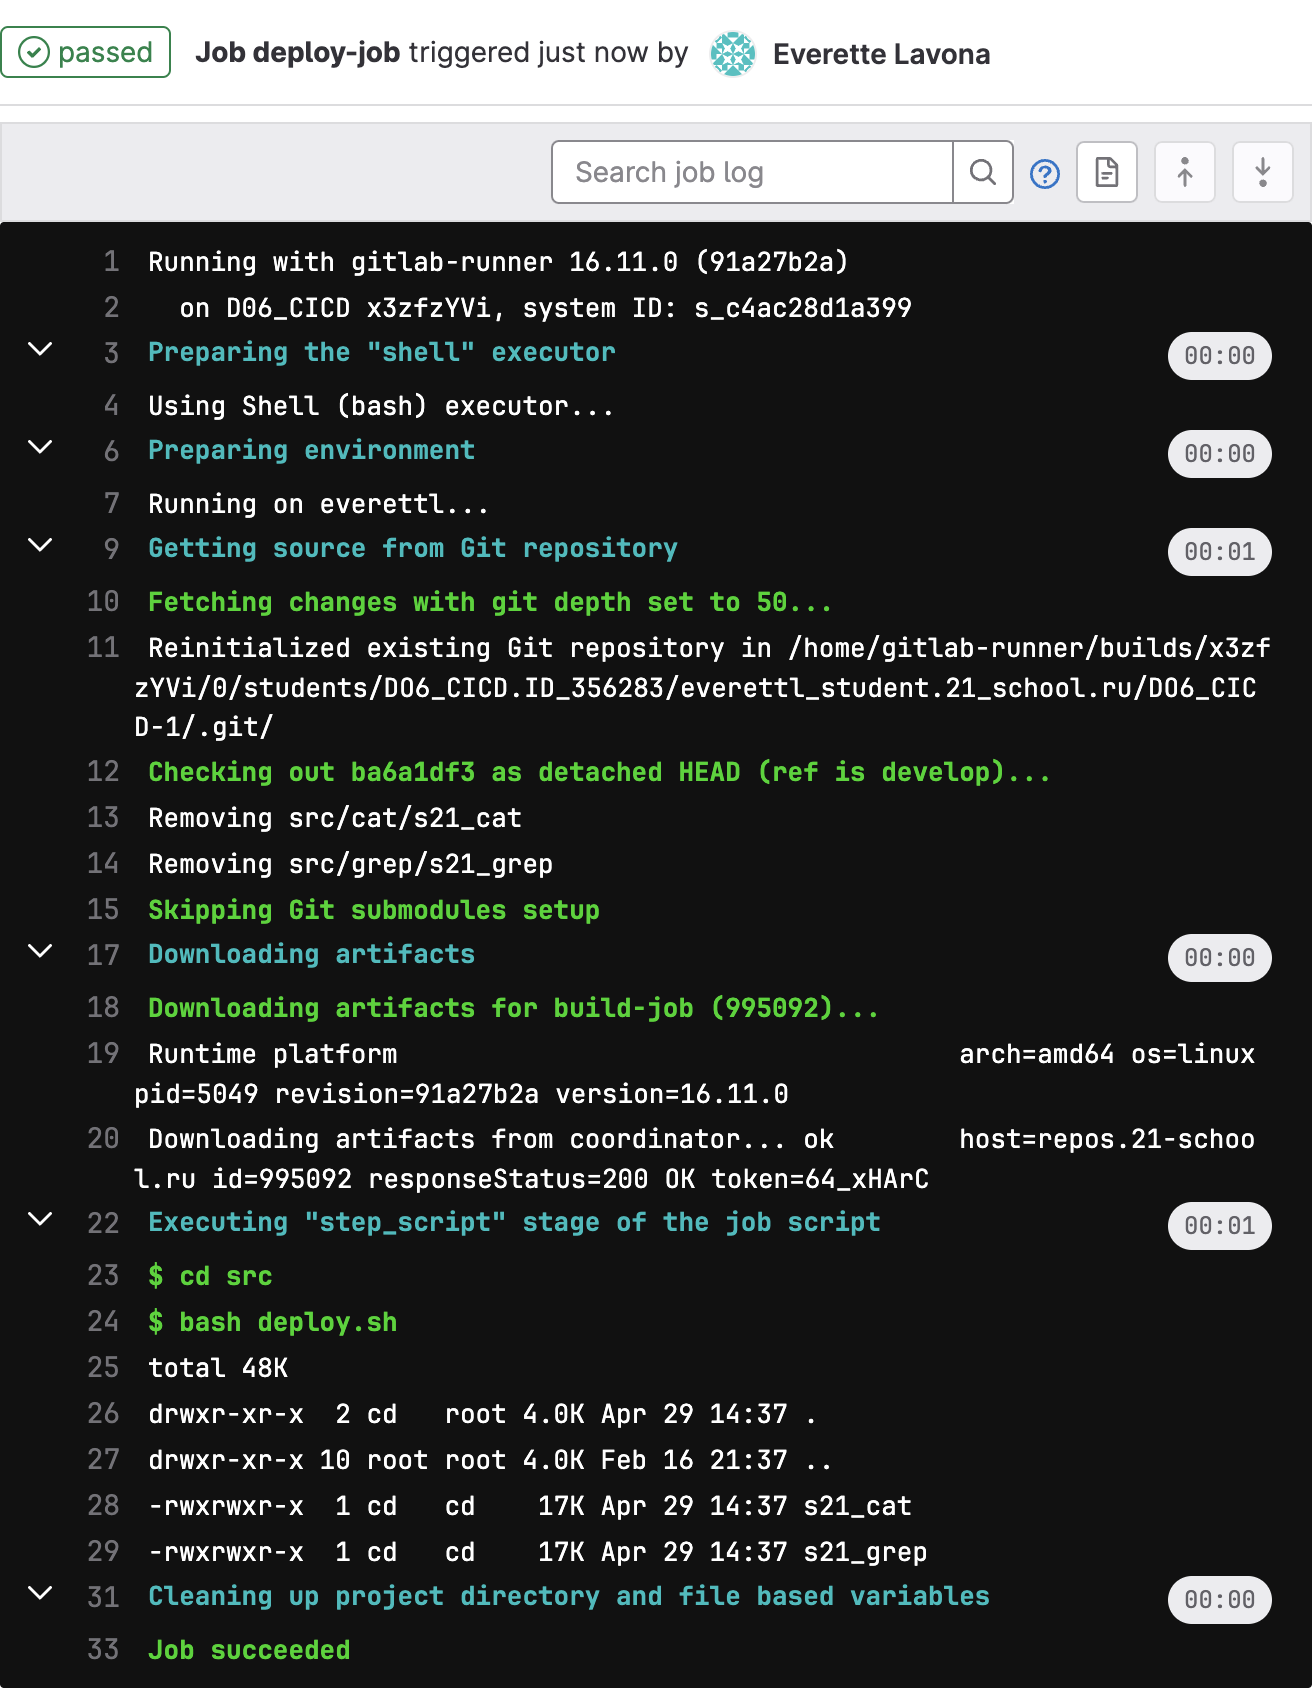 passed Job deploy-job triggered just now by Everette Lavona
Search job log
1 Running with gitlab-runner 16.11.0 (91a27b2a)
2 on D06_CICD x3zfzYVi, system ID: s_c4ac28d1a399
3 Preparing the "shell" executor 00:00
4 Using Shell (bash) executor...
6 Preparing environment 00:00
7 Running on everettl...
9 Getting source from Git repository 00:01
10 Fetching changes with git depth set to 50...
11 Reinitialized existing Git repository in /home/gitlab-runner/builds/x3zf
zYVi/0/students/DO6_CICD.ID_356283/everettl_student.21_school.ru/DO6_CIC
D-1/.git/
12 Checking out ba6a1df3 as detached HEAD (ref is develop)...
13 Removing src/cat/s21_cat
14 Removing src/grep/s21_grep
15 Skipping Git submodules setup
17 Downloading artifacts 00:00
18 Downloading artifacts for build-job (995092)...
19 Runtime platform arch=amd64 os=linux
pid=5049 revision=91a27b2a version=16.11.0
20 Downloading artifacts from coordinator... ok host=repos.21-schoo
l.ru id=995092 responseStatus=200 OK token=64_xHArC
22 Executing "step_script" stage of the job script 00:01
23 $ cd src
24 $ bash deploy.sh
25 total 48K
26 drwxr-xr-x 2 cd root 4.0K Apr 29 14:37 .
27 drwxr-xr-x 10 root root 4.0K Feb 16 21:37 ..
28 -rwxrwxr-x 1 cd cd 17K Apr 29 14:37 s21_cat
29 -rwxrwxr-x 1 cd cd 17K Apr 29 14:37 s21_grep
31 Cleaning up project directory and file based variables 00:00
33 Job succeeded